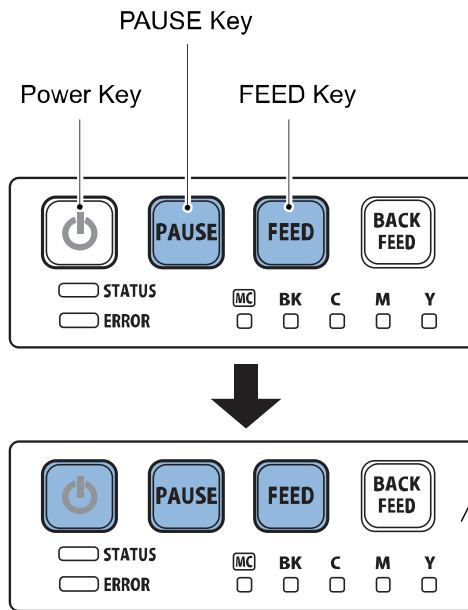 PAUSE Key
Power Key
FEED Key
PAUSE
FEED
BACK
FEED
STATUS
ERROR
MC BK C M Y
PAUSE
FEED
BACK
FEED
STATUS
ERROR
MC BK C M Y